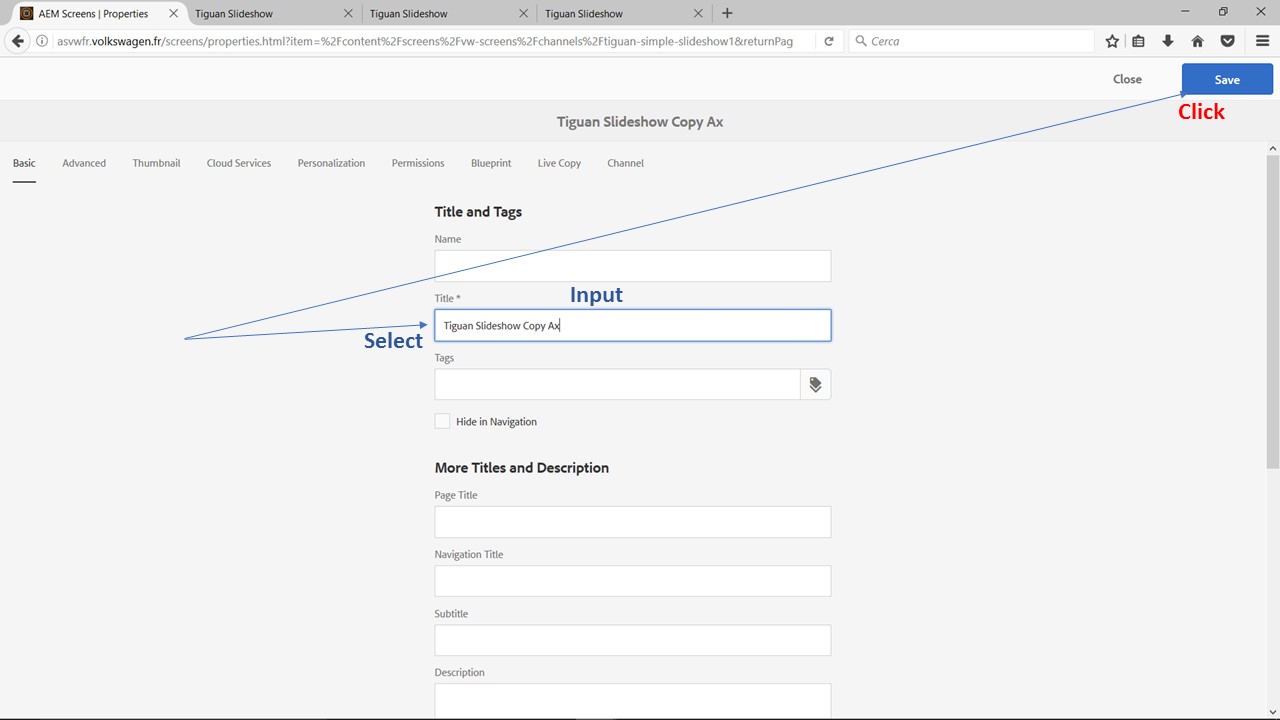 AEM Screens | Properties
Tiguan Slideshow
Tiguan Slideshow
Tiguan Slideshow
asvwfr.volkswagen.fr/screens/properties.html?item=%2Fcontent%2Fscreens%2Fvw-screens%2Fchannels%2Ftiguan-simple-slideshow1&returnPag
Cerca
Close
Save
Click
Tiguan Slideshow Copy Ax
Basic Advanced Thumbnail Cloud Services Personalization Permissions Blueprint Live Copy Channel
Title and Tags
Name
Title *
Input
Tiguan Slideshow Copy Ax
Select
Tags
Hide in Navigation
More Titles and Description
Page Title
Navigation Title
Subtitle
Description